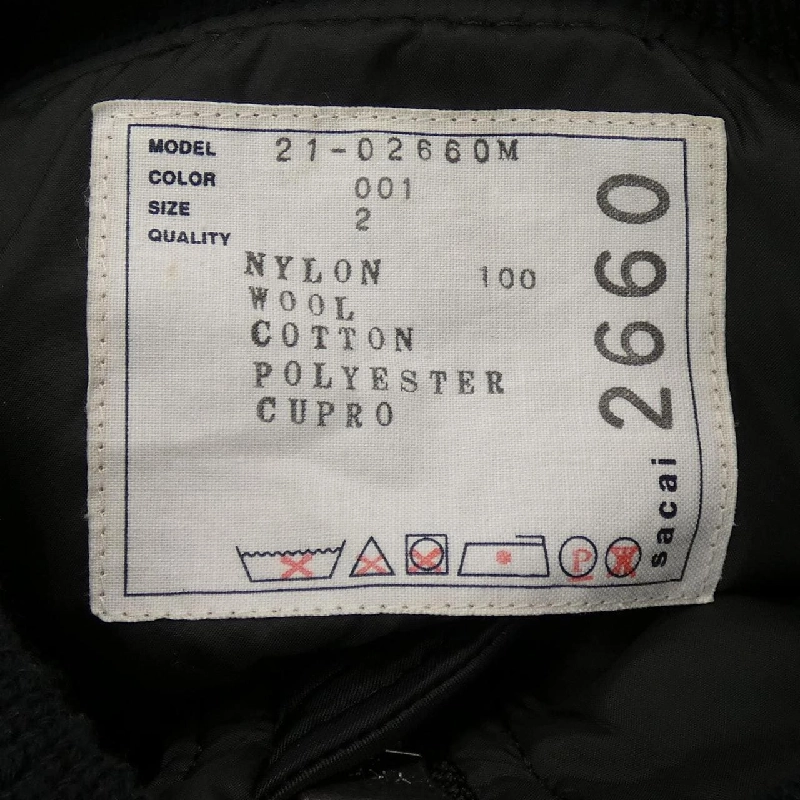 MODEL 21-02660M
COLOR 001
SIZE 2
QUALITY
NYLON 100
WOOL
COTTON
POLYESTER
CUPRO
sacai 2660
P
W